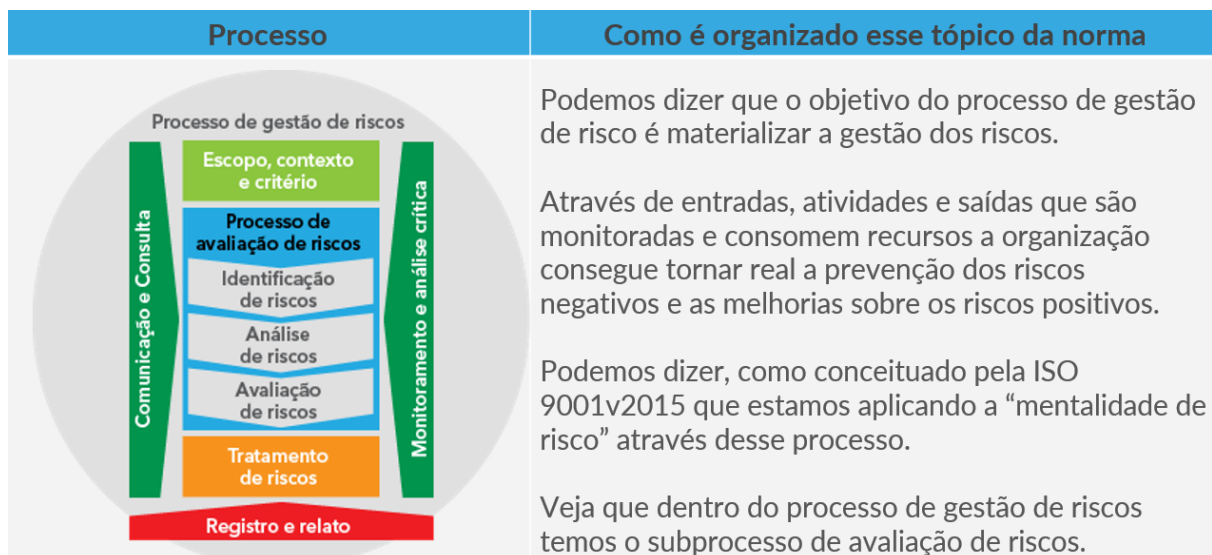 Processo
Como é organizado esse tópico da norma
Processo de gestão de riscos
Escopo, contexto
e critério
Processo de
avaliação de riscos
Identificação
de riscos
Análise
de riscos
Avaliação
de riscos
Tratamento
de riscos
Comunicação e Consulta
Monitoramento e análise crítica
Registro e relato
Podemos dizer que o objetivo do processo de gestão
de risco é materializar a gestão dos riscos.
Através de entradas, atividades e saídas que são
monitoradas e consomem recursos a organização
consegue tornar real a prevenção dos riscos
negativos e as melhorias sobre os riscos positivos.
Podemos dizer, como conceituado pela ISO
9001v2015 que estamos aplicando a “mentalidade de
risco” através desse processo.
Veja que dentro do processo de gestão de riscos
temos o subprocesso de avaliação de riscos.